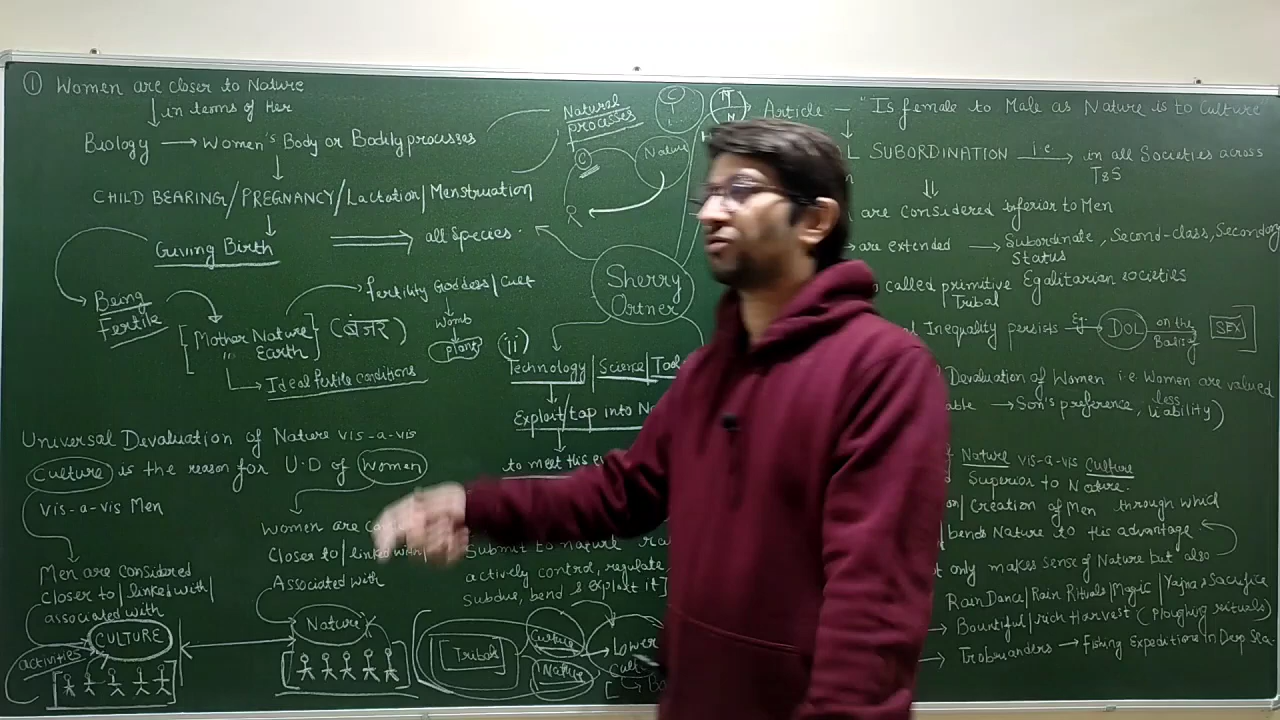 ① Women are closer to Nature
in terms of Her
Biology → Women's Body or Bodily processes
CHILD BEARING/PREGNANCY/Lactation/Menstruation
Giving Birth ⇒ all Species.
Being Fertile
[Mother Nature } (बंजर)
" Earth
fertility Goddess/Cult
womb
plants
Ideal fertile conditions
Universal Devaluation of Nature vis-a-vis
Culture is the reason for U.D of Women
vis-a-vis Men
Men are considered
closer to/linked with/
associated with
CULTURE
activities
Women are
Closer to/linked with/
Associated with
Nature
Natural
processes
C
Nature
R
Sherry
Ortner
(ii)
Technology/Science/Tool
Exploit/tap into
to meet his
Submit to nature
actively control, regulate
Subdue, bend & exploit it]
Tribal
Culture
Nature
Lower
Article – "Is female to Male as Nature is to Culture
SUBORDINATION i.e. → in all Societies across
T&S
are considered inferior to Men
are extended → Subordinate, Second-class, Secondary
Status
called primitive Egalitarian societies
Tribal
Inequality persists Eg: → DOL on the Basis of SEX
Devaluation of Women i.e. Women are valued
less
→ Son's preference, liability)
Nature vis-a-vis Culture
Superior to Nature.
Creation of Men through which
bends Nature to his advantage
only makes sense of Nature but also
Rain Dance/Rain Rituals/Magic/Yajna & Sacrifice
→ Bountiful/rich Harvest (Ploughing rituals)
→ Trobrianders → Fishing Expeditions In Deep Sea